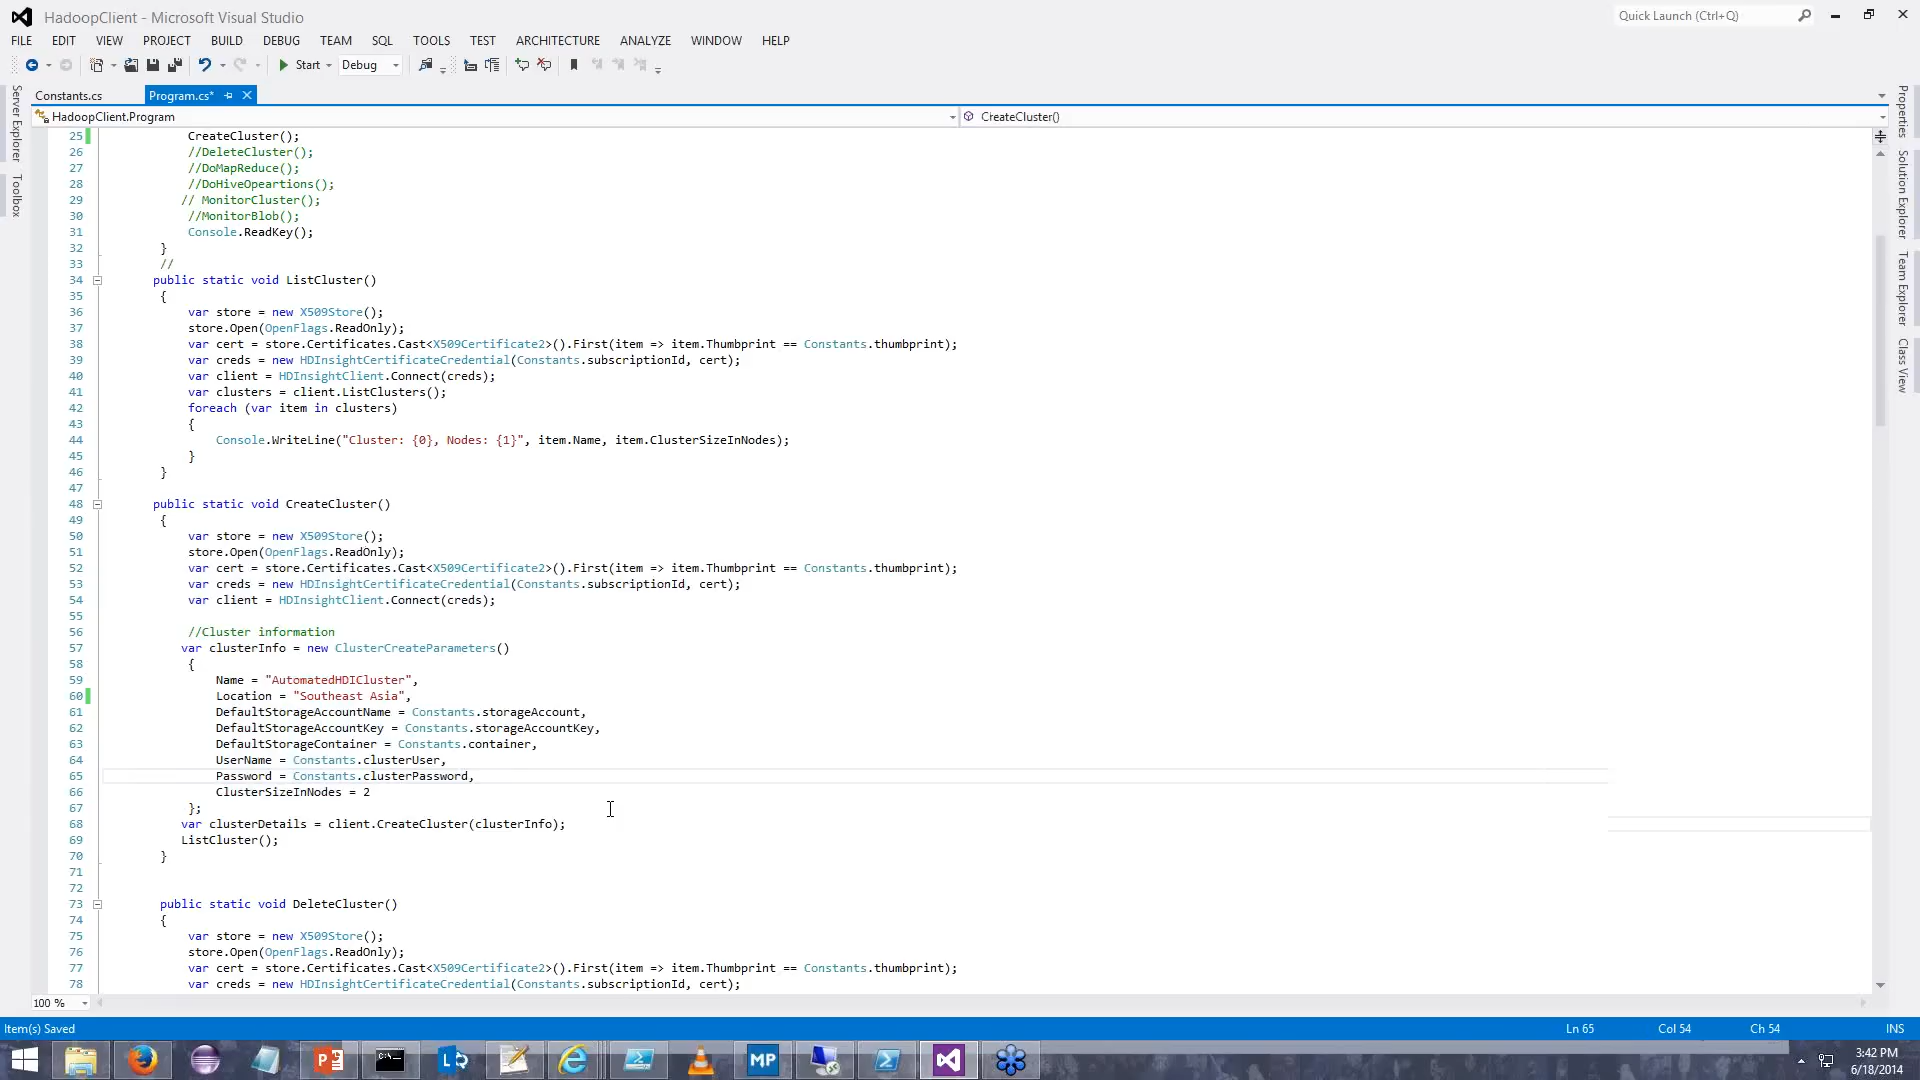 HadoopClient - Microsoft Visual Studio
Quick Launch (Ctrl+Q)
FILE EDIT VIEW PROJECT BUILD DEBUG TEAM SQL TOOLS TEST ARCHITECTURE ANALYZE WINDOW HELP
Start Debug
Constants.cs Program.cs*
HadoopClient.Program CreateCluster()
Server Explorer
Toolbox
Properties
Solution Explorer
Team Explorer
Class View
25 CreateCluster();
26 //DeleteCluster();
27 //DoMapReduce();
28 //DoHiveOpeartions();
29 // MonitorCluster();
30 //MonitorBlob();
31 Console.ReadKey();
32 }
33 //
34 public static void ListCluster()
35 {
36 var store = new X509Store();
37 store.Open(OpenFlags.ReadOnly);
38 var cert = store.Certificates.Cast<X509Certificate2>().First(item => item.Thumbprint == Constants.thumbprint);
39 var creds = new HDInsightCertificateCredential(Constants.subscriptionId, cert);
40 var client = HDInsightClient.Connect(creds);
41 var clusters = client.ListClusters();
42 foreach (var item in clusters)
43 {
44 Console.WriteLine("Cluster: {0}, Nodes: {1}", item.Name, item.ClusterSizeInNodes);
45 }
46 }
47
48 public static void CreateCluster()
49 {
50 var store = new X509Store();
51 store.Open(OpenFlags.ReadOnly);
52 var cert = store.Certificates.Cast<X509Certificate2>().First(item => item.Thumbprint == Constants.thumbprint);
53 var creds = new HDInsightCertificateCredential(Constants.subscriptionId, cert);
54 var client = HDInsightClient.Connect(creds);
55
56 //Cluster information
57 var clusterInfo = new ClusterCreateParameters()
58 {
59 Name = "AutomatedHDICluster",
60 Location = "Southeast Asia",
61 DefaultStorageAccountName = Constants.storageAccount,
62 DefaultStorageAccountKey = Constants.storageAccountKey,
63 DefaultStorageContainer = Constants.container,
64 UserName = Constants.clusterUser,
65 Password = Constants.clusterPassword,
66 ClusterSizeInNodes = 2
67 };
68 var clusterDetails = client.CreateCluster(clusterInfo);
69 ListCluster();
70 }
71
72
73 public static void DeleteCluster()
74 {
75 var store = new X509Store();
76 store.Open(OpenFlags.ReadOnly);
77 var cert = store.Certificates.Cast<X509Certificate2>().First(item => item.Thumbprint == Constants.thumbprint);
78 var creds = new HDInsightCertificateCredential(Constants.subscriptionId, cert);
100 %
Item(s) Saved Ln 65 Col 54 Ch 54 INS
MP
3:42 PM
6/18/2014